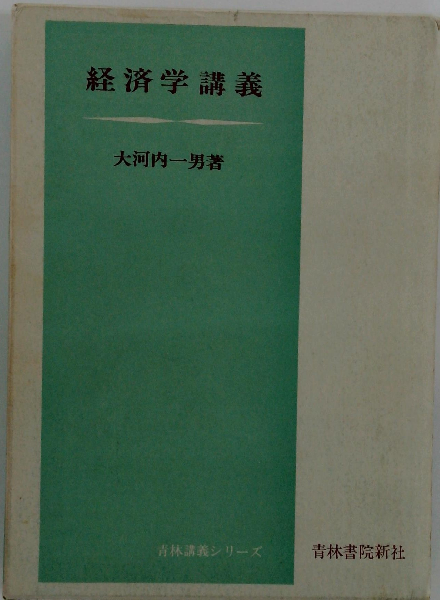 経済学講義
大河内一男著
青林講義シリーズ
青林書院新社